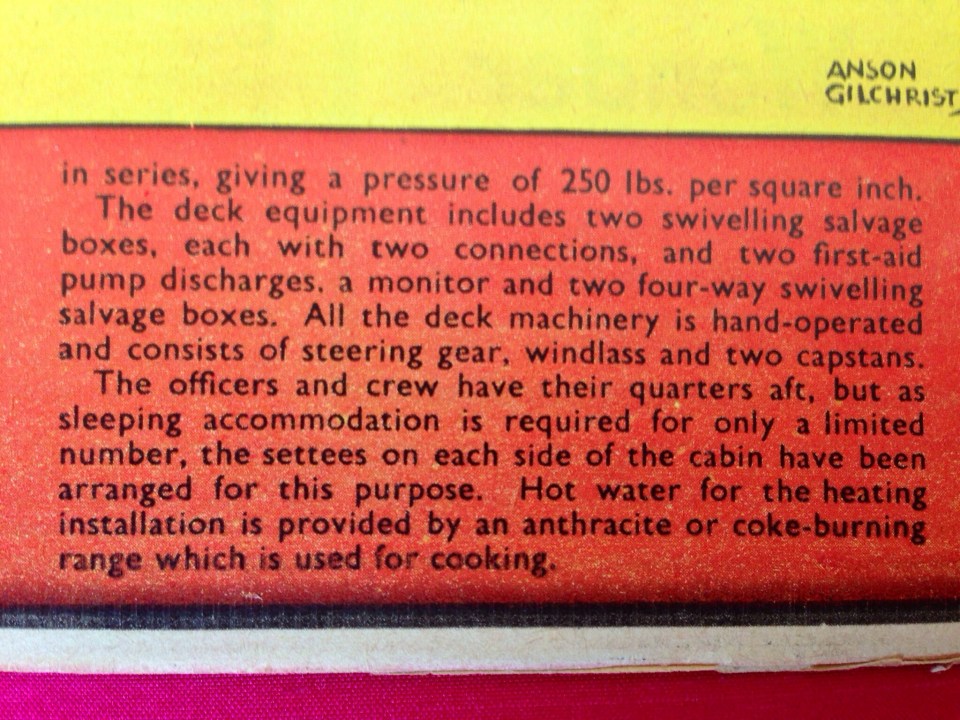 ANSON
GILCHRIST
in series, giving a pressure of 250 lbs. per square inch.
The deck equipment includes two swivelling salvage
boxes, each with two connections, and two first-aid
pump discharges, a monitor and two four-way swivelling
salvage boxes. All the deck machinery is hand-operated
and consists of steering gear, windlass and two capstans.
The officers and crew have their quarters aft, but as
sleeping accommodation is required for only a limited
number, the settees on each side of the cabin have been
arranged for this purpose. Hot water for the heating
installation is provided by an anthracite or coke-burning
range which is used for cooking.